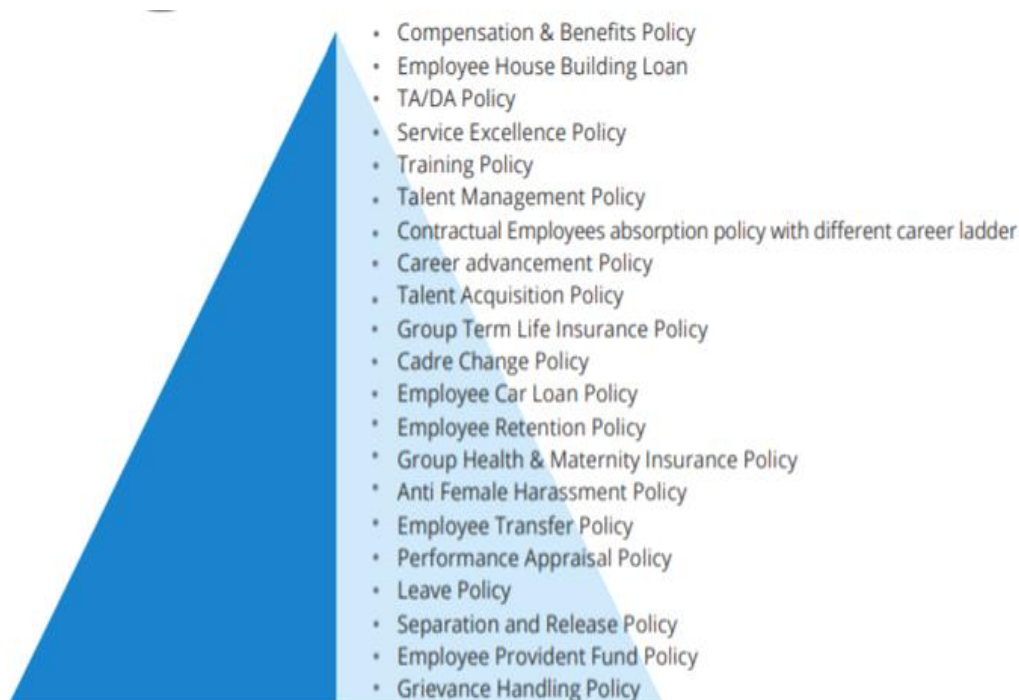 • Compensation & Benefits Policy
• Employee House Building Loan
• TA/DA Policy
• Service Excellence Policy
• Training Policy
• Talent Management Policy
• Contractual Employees absorption policy with different career ladder
• Career advancement Policy
• Talent Acquisition Policy
• Group Term Life Insurance Policy
• Cadre Change Policy
• Employee Car Loan Policy
• Employee Retention Policy
• Group Health & Maternity Insurance Policy
• Anti Female Harassment Policy
• Employee Transfer Policy
• Performance Appraisal Policy
• Leave Policy
• Separation and Release Policy
• Employee Provident Fund Policy
• Grievance Handling Policy